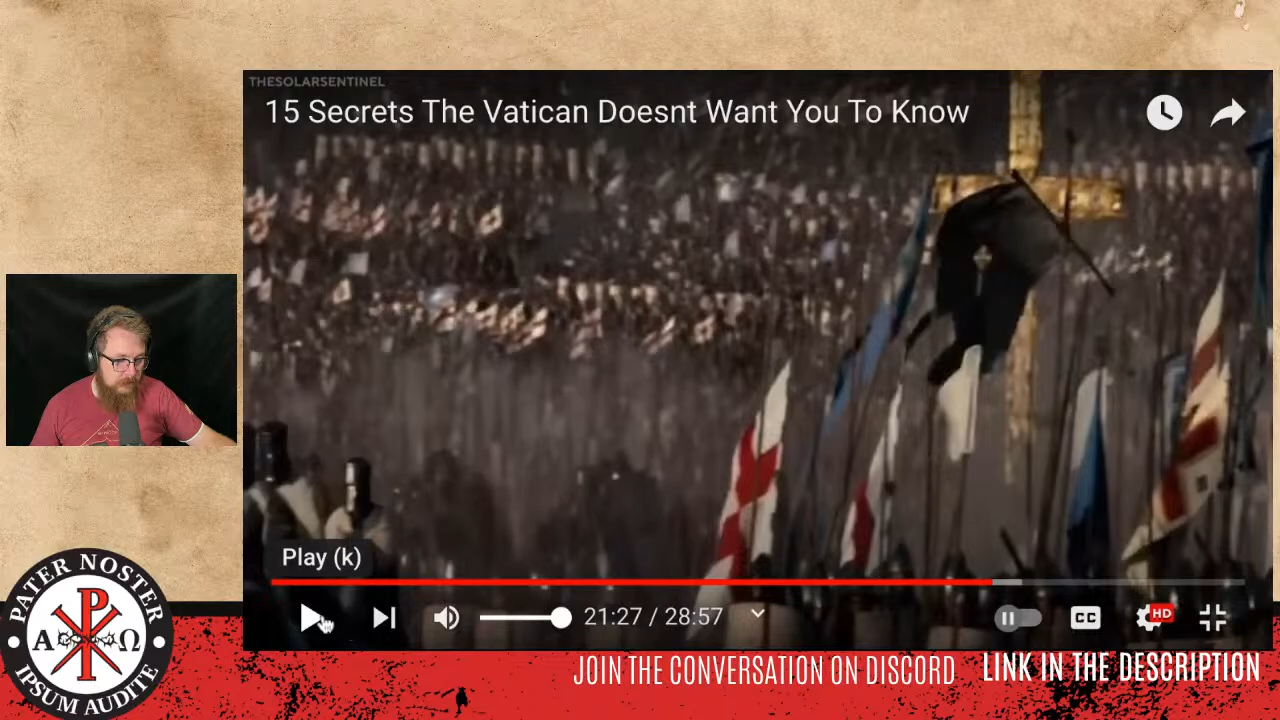 THESOLARSENTINEL
15 Secrets The Vatican Doesnt Want You To Know
Play (k)
21:27 / 28:57
CC
HD
PATER NOSTER
Α Ω
IPSUM AUDITE
JOIN THE CONVERSATION ON DISCORD
LINK IN THE DESCRIPTION